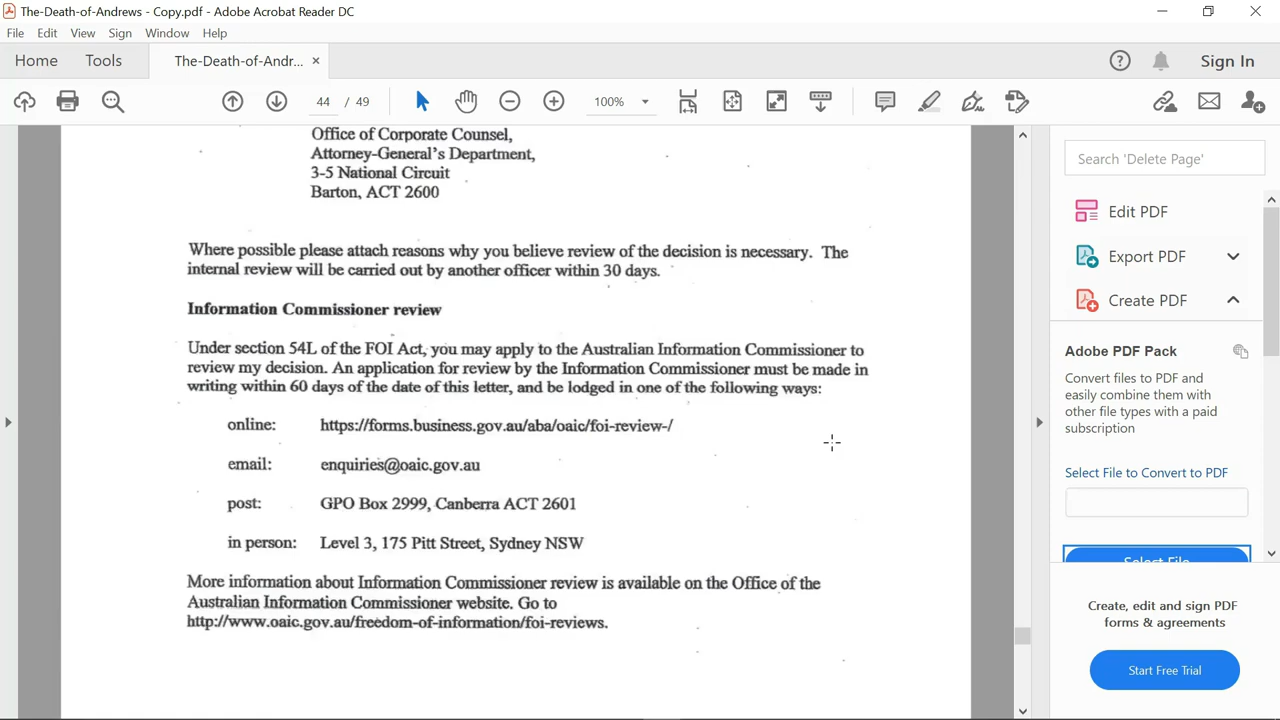 The-Death-of-Andrews - Copy.pdf - Adobe Acrobat Reader DC
File Edit View Sign Window Help
Home Tools The-Death-of-Andr... × Sign In
44 / 49 100%
Office of Corporate Counsel,
Attorney-General's Department,
3-5 National Circuit
Barton, ACT 2600
Where possible please attach reasons why you believe review of the decision is necessary. The
internal review will be carried out by another officer within 30 days.
Information Commissioner review
Under section 54L of the FOI Act, you may apply to the Australian Information Commissioner to
review my decision. An application for review by the Information Commissioner must be made in
writing within 60 days of the date of this letter, and be lodged in one of the following ways:
online: https://forms.business.gov.au/aba/oaic/foi-review-/
email: enquiries@oaic.gov.au
post: GPO Box 2999, Canberra ACT 2601
in person: Level 3, 175 Pitt Street, Sydney NSW
More information about Information Commissioner review is available on the Office of the
Australian Information Commissioner website. Go to
http://www.oaic.gov.au/freedom-of-information/foi-reviews.
Search 'Delete Page'
Edit PDF
Export PDF
Create PDF
Adobe PDF Pack
Convert files to PDF and
easily combine them with
other file types with a paid
subscription
Select File to Convert to PDF
Select File
Create, edit and sign PDF
forms & agreements
Start Free Trial